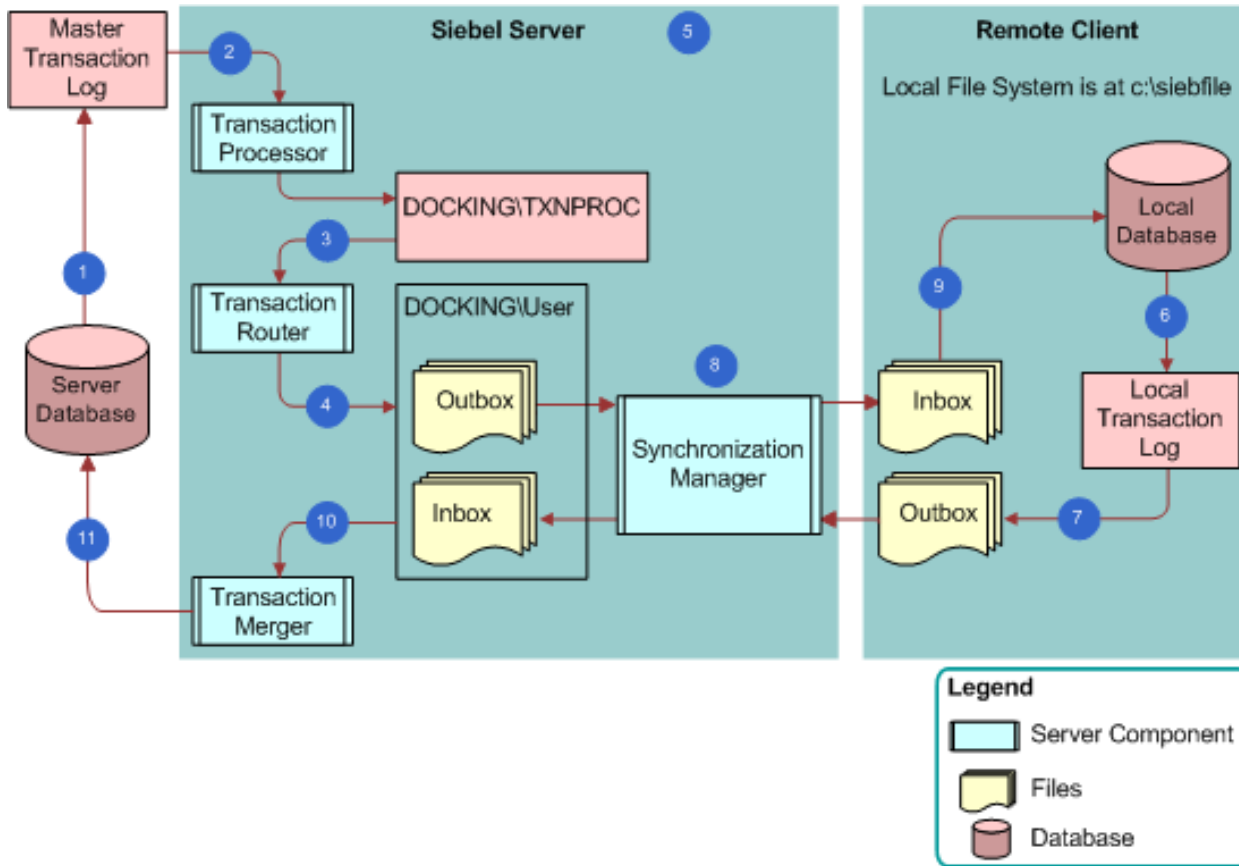 Master
Transaction
Log
2
Siebel Server
5
Remote Client
Local File System is at c:\siebfile
Transaction
Processor
DOCKING\TXNPROC
3
1
Transaction
Router
Server
Database
4
DOCKING\User
Outbox
Inbox
8
Synchronization
Manager
10
11
Transaction
Merger
Local
Database
9
6
Inbox
Local
Transaction
Log
Outbox
7
Legend
Server Component
Files
Database